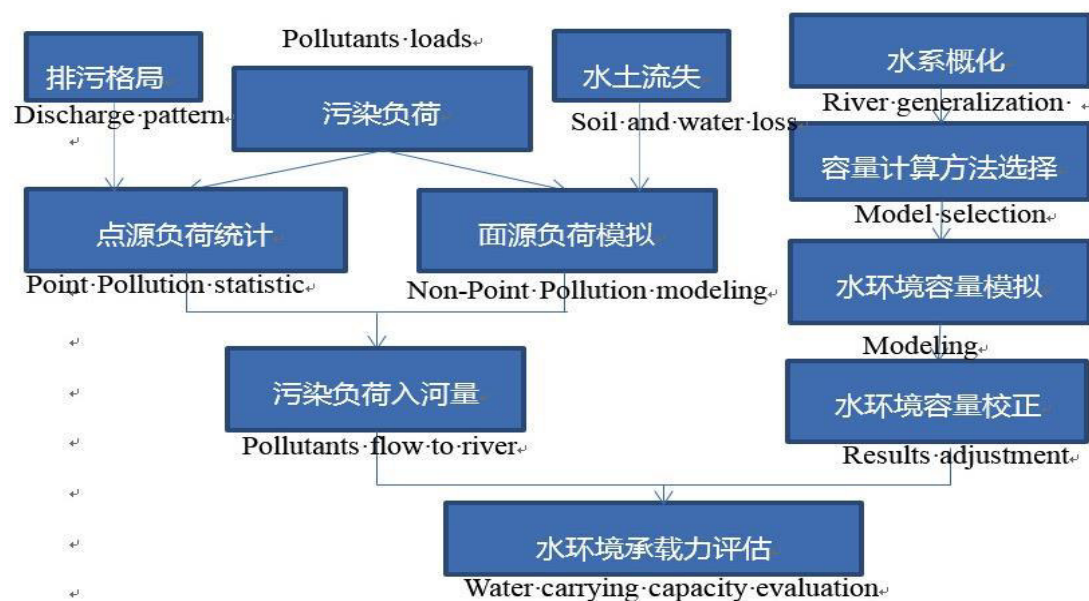 Pollutants loads
排污格局
Discharge pattern
污染负荷
水土流失
Soil and water loss
水系概化
River generalization
容量计算方法选择
Model selection
点源负荷统计
Point Pollution statistic
面源负荷模拟
Non-Point Pollution modeling
水环境容量模拟
Modeling
污染负荷入河量
Pollutants flow to river
水环境容量校正
Results adjustment
水环境承载力评估
Water carrying capacity evaluation